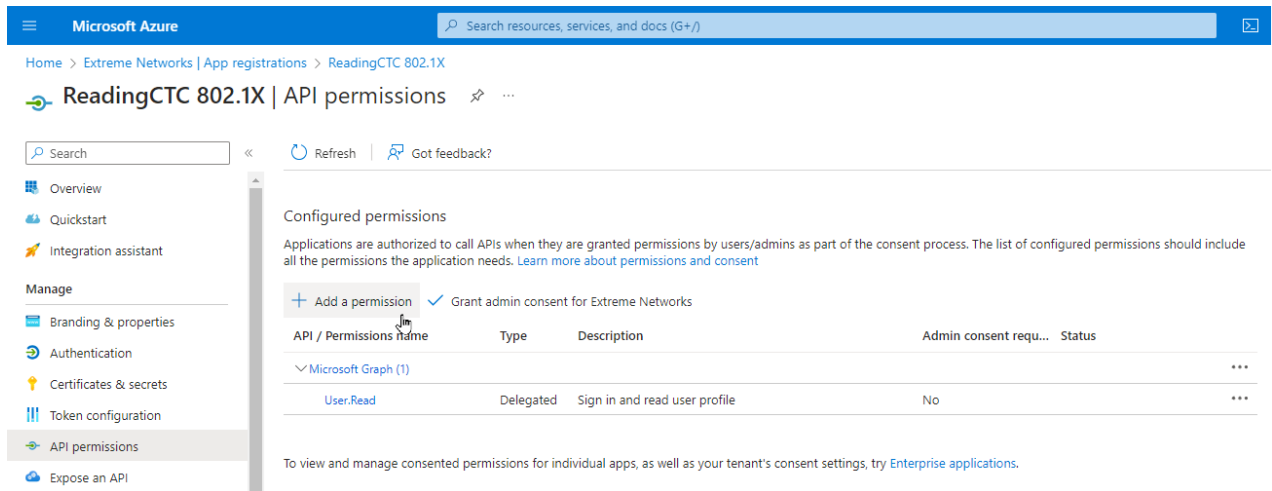 Microsoft Azure
Search resources, services, and docs (G+/)
Home > Extreme Networks | App registrations > ReadingCTC 802.1X
ReadingCTC 802.1X | API permissions
Search
Refresh
Got feedback?
Overview
Quickstart
Integration assistant
Manage
Branding & properties
Authentication
Certificates & secrets
Token configuration
API permissions
Expose an API
Configured permissions
Applications are authorized to call APIs when they are granted permissions by users/admins as part of the consent process. The list of configured permissions should include
all the permissions the application needs. Learn more about permissions and consent
Add a permission
Grant admin consent for Extreme Networks
API / Permissions name Type Description Admin consent requ... Status
Microsoft Graph (1)
User.Read Delegated Sign in and read user profile No
To view and manage consented permissions for individual apps, as well as your tenant's consent settings, try Enterprise applications.